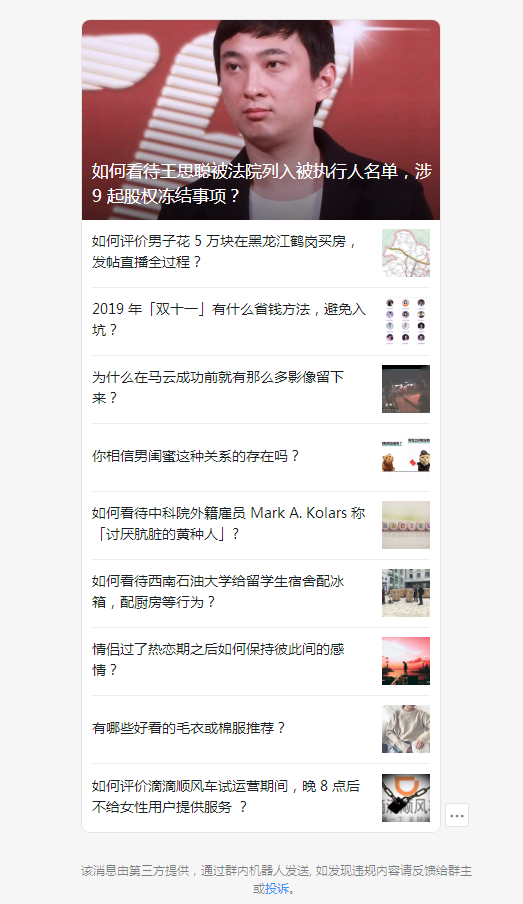 如何看待王思聪被法院列入被执行人名单，涉
9 起股权冻结事项？
如何评价男子花 5 万块在黑龙江鹤岗买房，
发帖直播全过程？
2019 年「双十一」有什么省钱方法，避免入
坑？
为什么在马云成功前就有那么多影像留下
来？
你相信男闺蜜这种关系的存在吗？
如何看待中科院外籍雇员 Mark A. Kolars 称
「讨厌肮脏的黄种人」？
如何看待西南石油大学给留学生宿舍配冰
箱，配厨房等行为？
情侣过了热恋期之后如何保持彼此间的感
情？
有哪些好看的毛衣或棉服推荐？
如何评价滴滴顺风车试运营期间，晚 8 点后
不给女性用户提供服务 ？
该消息由第三方提供，通过群内机器人发送, 如发现违规内容请反馈给群主
或投诉。